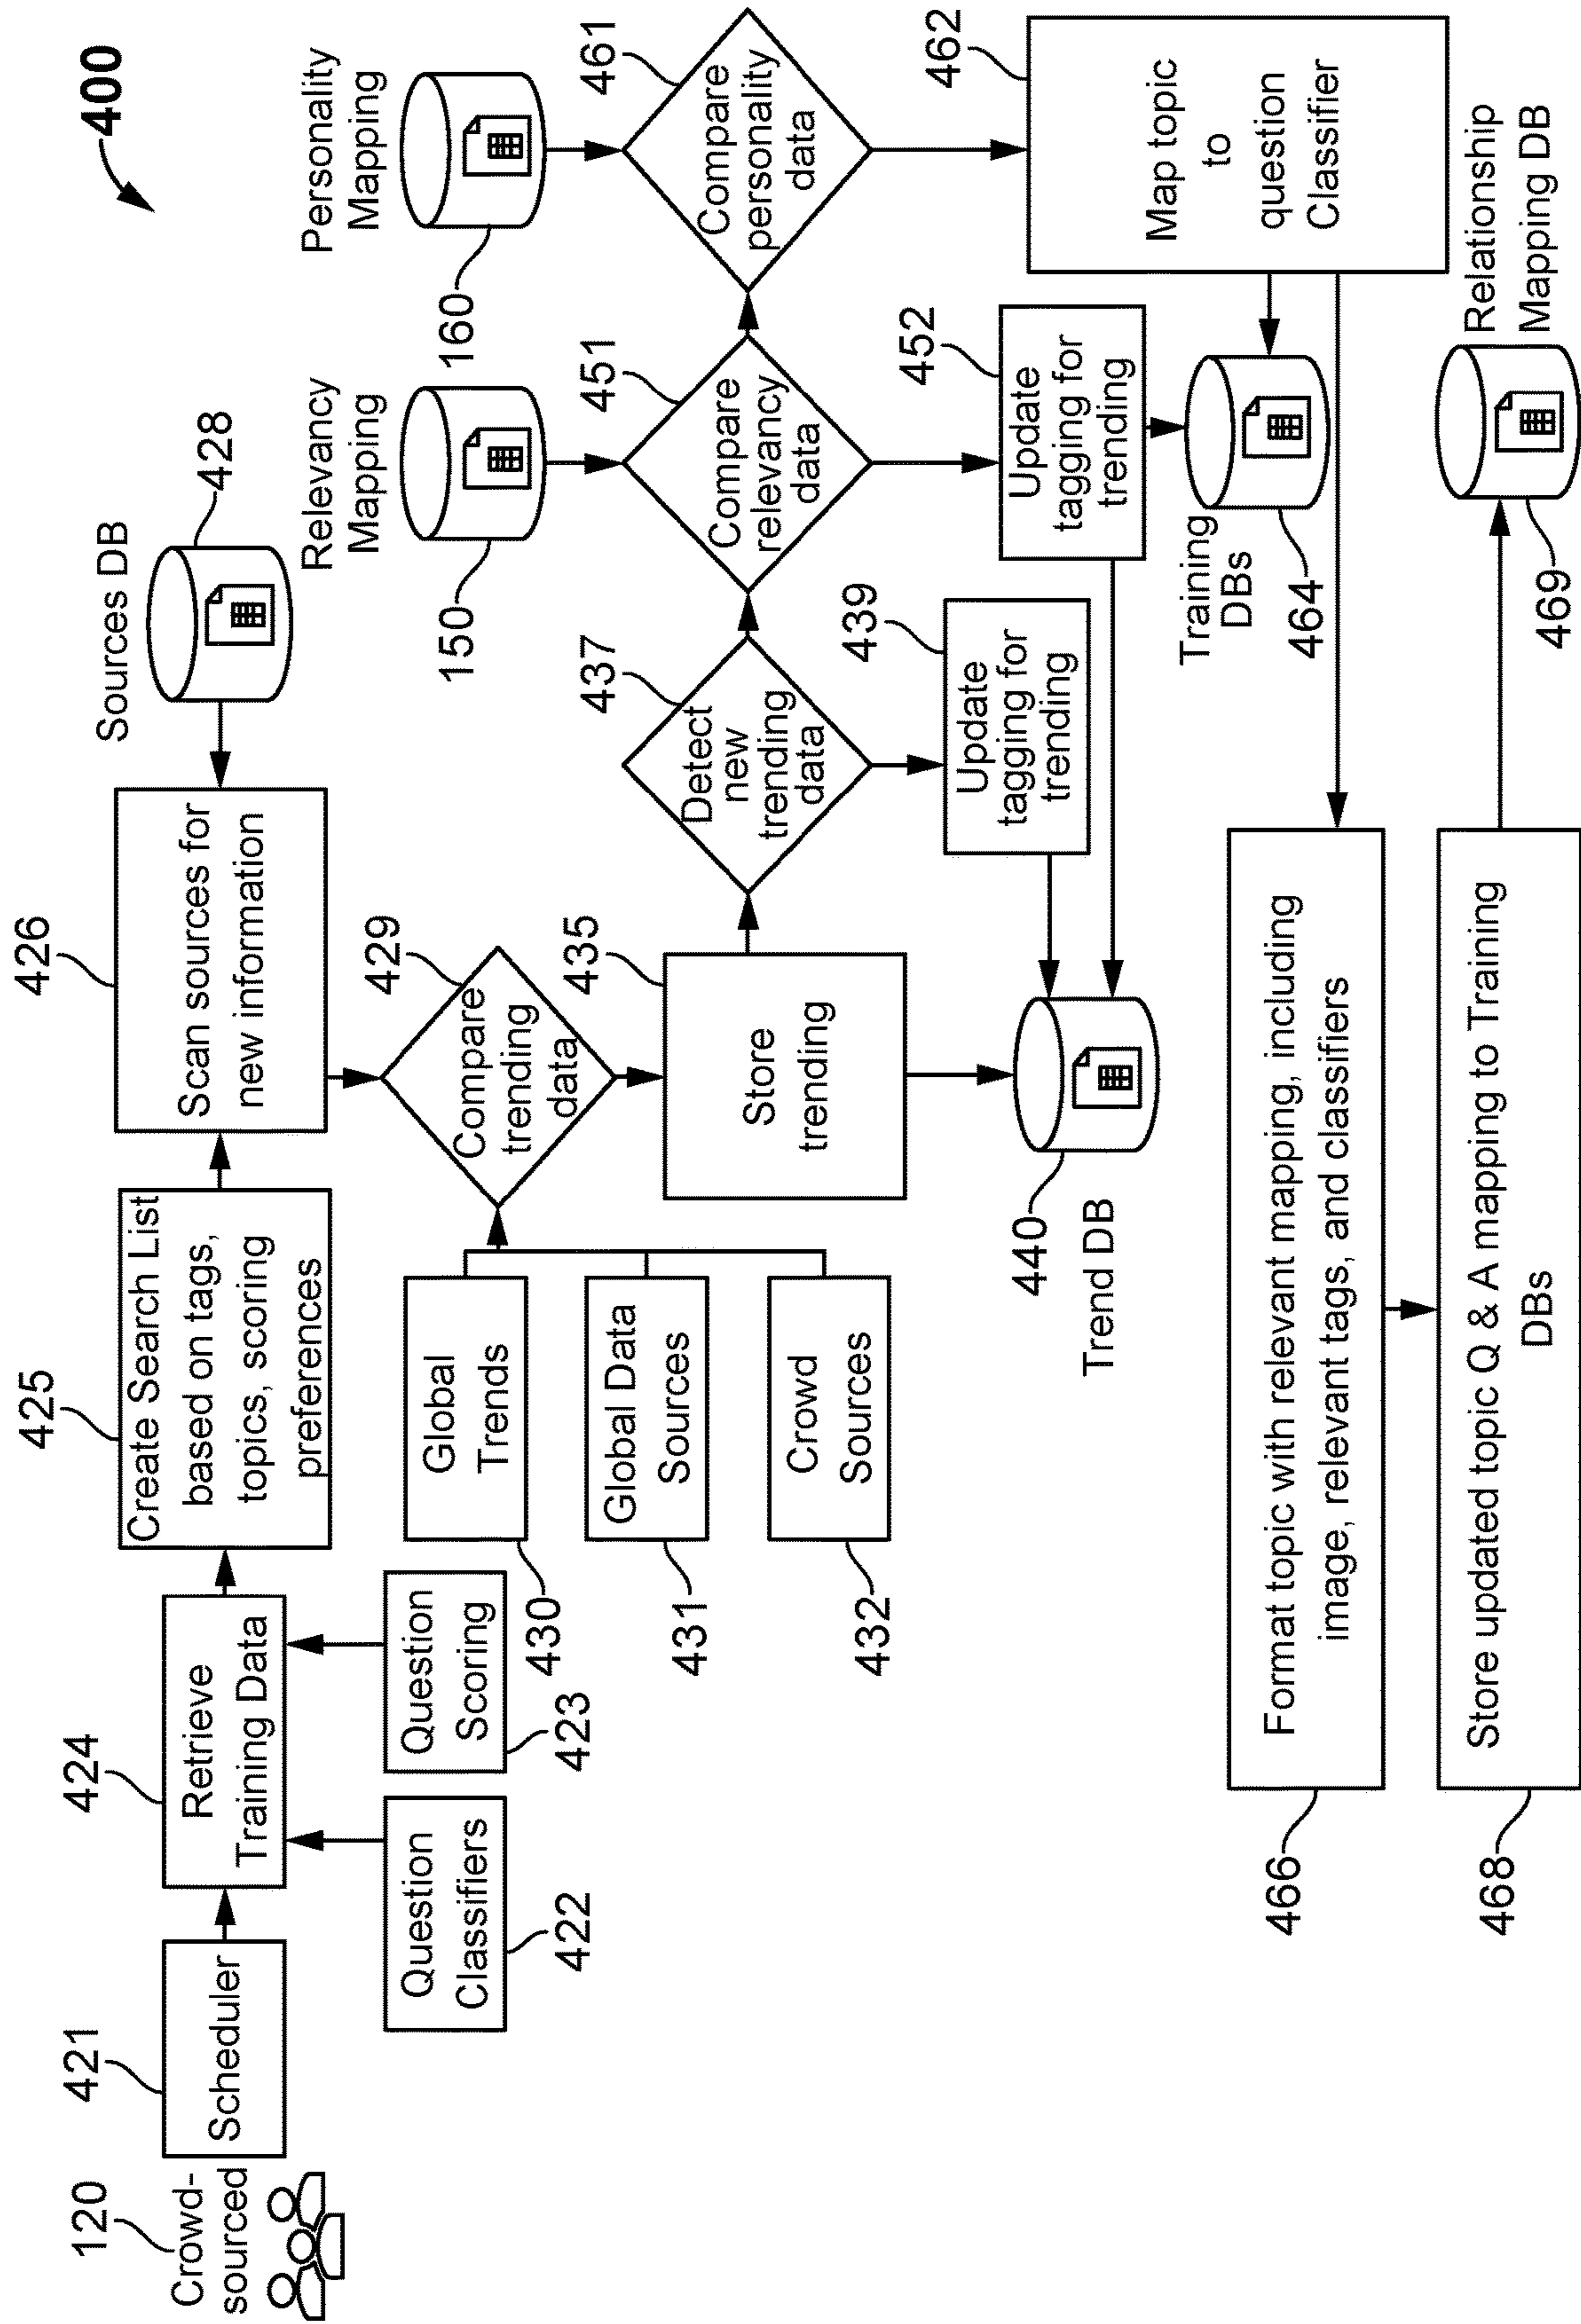 400
120
Crowd-
sourced
421
Scheduler
424
Retrieve
Training Data
422
Question
Classifiers
423
Question
Scoring
425
Create Search List
based on tags,
topics, scoring
preferences
426
Scan sources for
new information
Sources DB
428
429
Compare
trending
data
430
Global
Trends
431
Global Data
Sources
432
Crowd
Sources
435
Store
trending
440
Trend DB
437
Detect
new
trending
data
439
Update
tagging for
trending
Relevancy
Mapping
150
451
Compare
relevancy
data
452
Update
tagging for
trending
Personality
Mapping
160
461
Compare
personality
data
462
Map topic
to
question
Classifier
Training
DBs
464
466
Format topic with relevant mapping, including
image, relevant tags, and classifiers
468
Store updated topic Q & A mapping to Training
DBs
Relationship
Mapping DB
469